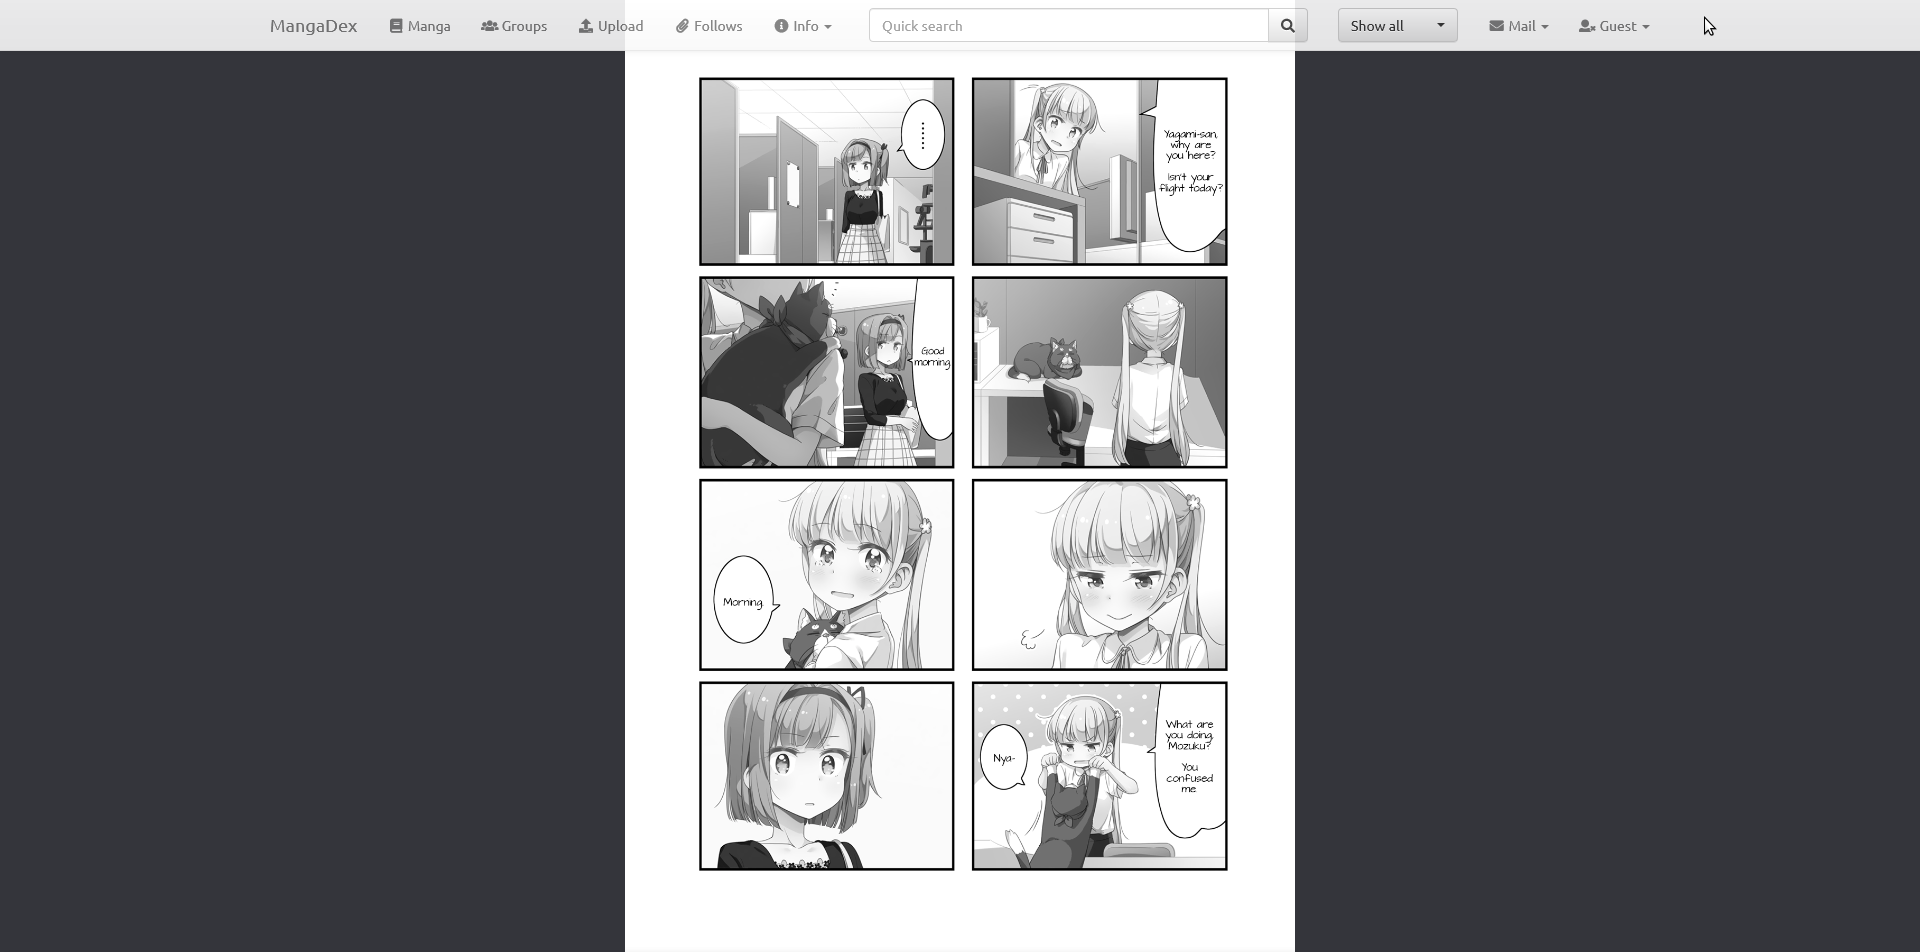 MangaDex
Manga
Groups
Upload
Follows
Info
Quick search
Show all
Mail
Guest
Yagami-san,
why are
you here?
Isn't your
flight today?
What are
you doing,
Mozuku?
You
confused
me.
Nya-
......
Good
morning.
Morning.